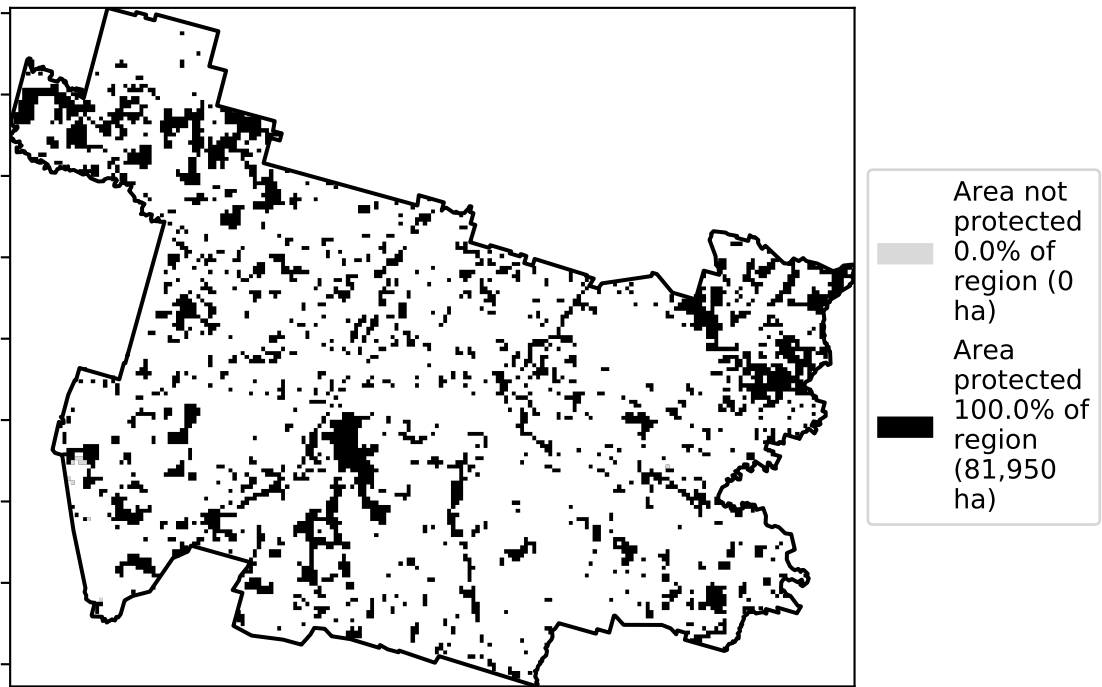 Area not
protected
0.0% of
region (0
ha)
Area
protected
100.0% of
region
(81,950
ha)